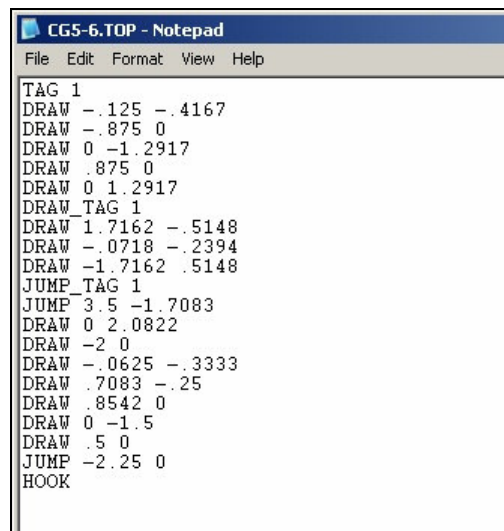 CG5-6.TOP - Notepad
File Edit Format View Help
TAG 1
DRAW -.125 -.4167
DRAW -.875 0
DRAW 0 -1.2917
DRAW .875 0
DRAW 0 1.2917
DRAW_TAG 1
DRAW 1.7162 -.5148
DRAW -.0718 -.2394
DRAW -1.7162 .5148
JUMP_TAG 1
JUMP 3.5 -1.7083
DRAW 0 2.0822
DRAW -2 0
DRAW -.0625 -.3333
DRAW .7083 -.25
DRAW .8542 0
DRAW 0 -1.5
DRAW .5 0
JUMP -2.25 0
HOOK